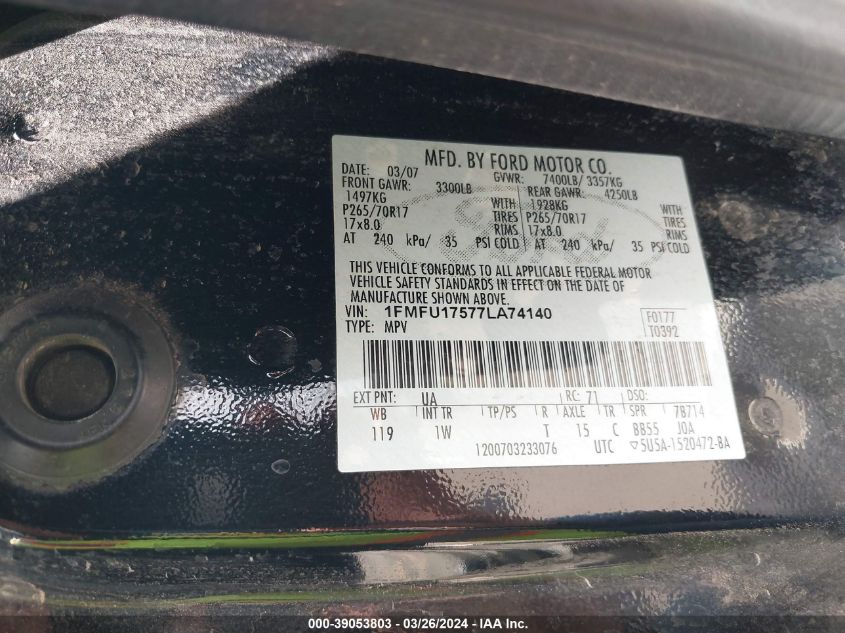 MFD. BY FORD MOTOR CO.
DATE: 03/07 GVWR: 7400LB/ 3357KG
FRONT GAWR: 3300LB REAR GAWR: 4250LB
1497KG WITH 1928KG WITH
P265/70R17 TIRES P265/70R17 TIRES
17x8.0 RIMS 17x8.0 RIMS
AT 240 kPa/ 35 PSI COLD AT 240 kPa/ 35 PSI COLD
Ford
THIS VEHICLE CONFORMS TO ALL APPLICABLE FEDERAL MOTOR
VEHICLE SAFETY STANDARDS IN EFFECT ON THE DATE OF
MANUFACTURE SHOWN ABOVE.
VIN: 1FMFU17577LA74140 F0177
TYPE: MPV T0392
EXT PNT: UA RC: 71 DSO:
WB INT TR TP/PS R AXLE TR SPR 7B714
119 1W T 15 C BB55 JQA
1200703233076 UTC ▽5U5A-1520472-BA
000-39053803 - 03/26/2024 - IAA Inc.